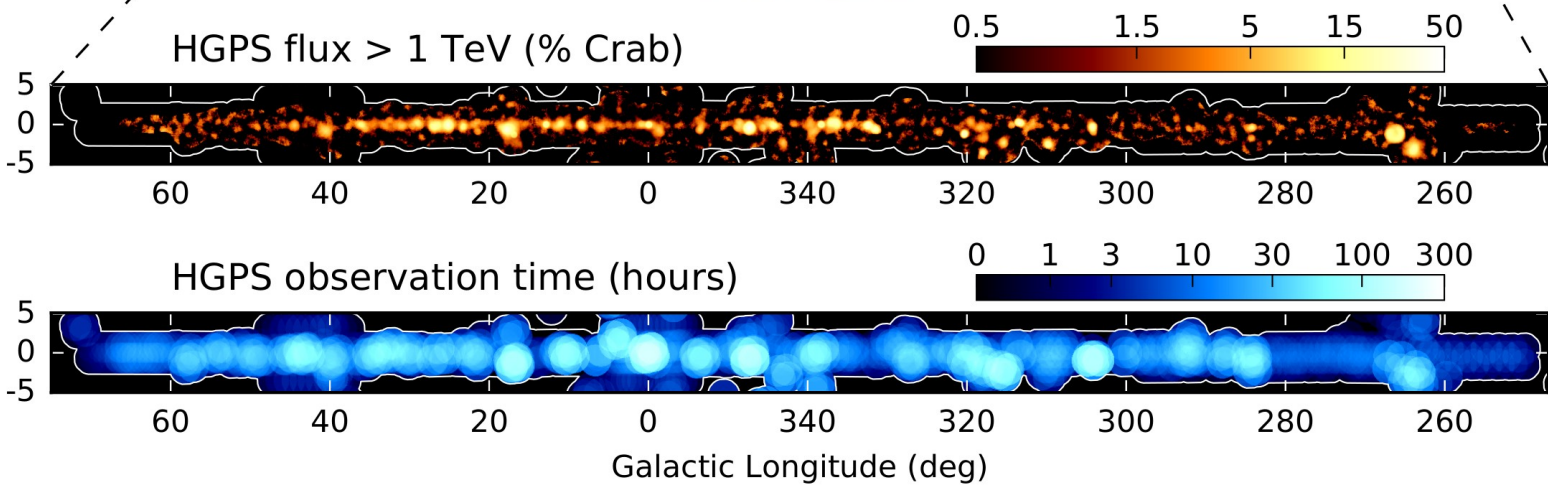 HGPS flux > 1 TeV (% Crab)
0.5 1.5 5 15 50
5
0
-5
60 40 20 0 340 320 300 280 260
HGPS observation time (hours)
0 1 3 10 30 100 300
5
0
-5
60 40 20 0 340 320 300 280 260
Galactic Longitude (deg)